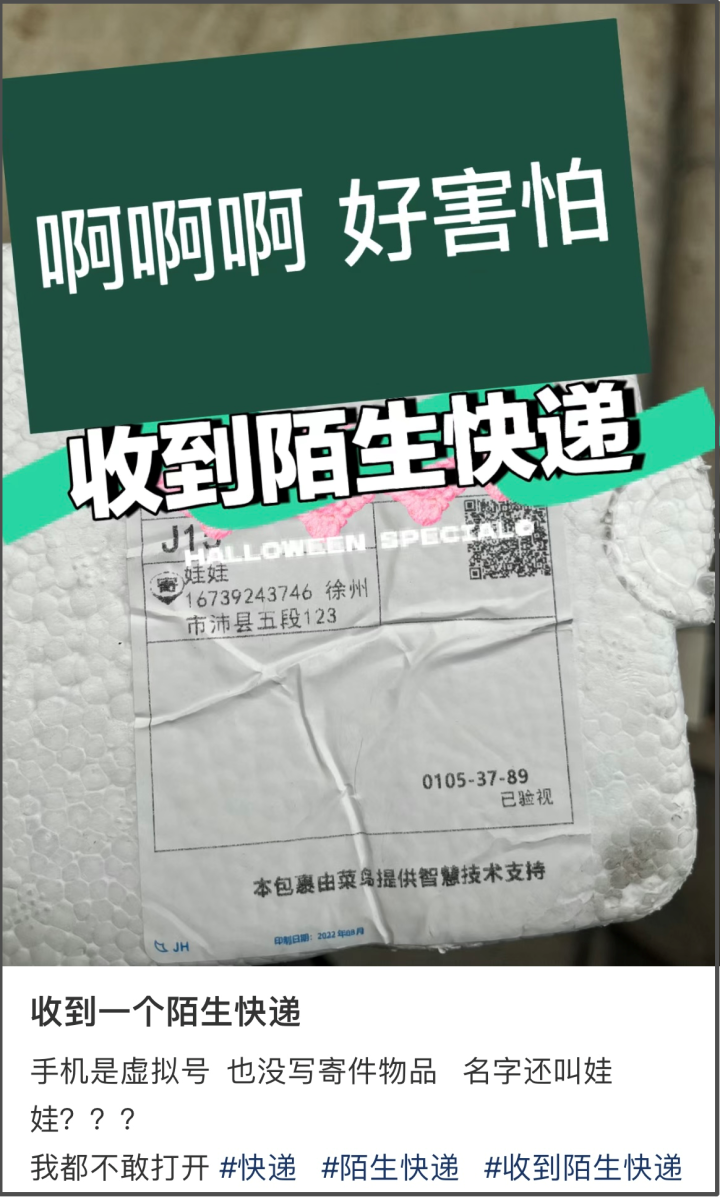 啊啊啊 好害怕
收到陌生快递
HALLOWEEN SPECIAL
J13
寄
娃娃
16739243746 徐州
市沛县五段123
0105-37-89
已验视
本包裹由菜鸟提供智慧技术支持
JH
印制日期：2022年09月
收到一个陌生快递
手机是虚拟号 也没写寄件物品 名字还叫娃
娃？？？
我都不敢打开 #快递 #陌生快递 #收到陌生快递